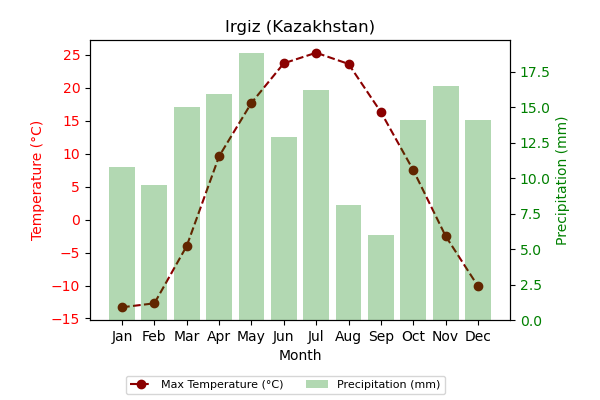 Irgiz (Kazakhstan)
Temperature (°C)
25
20
15
10
5
0
−5
−10
−15
17.5
15.0
12.5
10.0
7.5
5.0
2.5
0.0
Precipitation (mm)
Jan Feb Mar Apr May Jun Jul Aug Sep Oct Nov Dec
Month
Max Temperature (°C) Precipitation (mm)